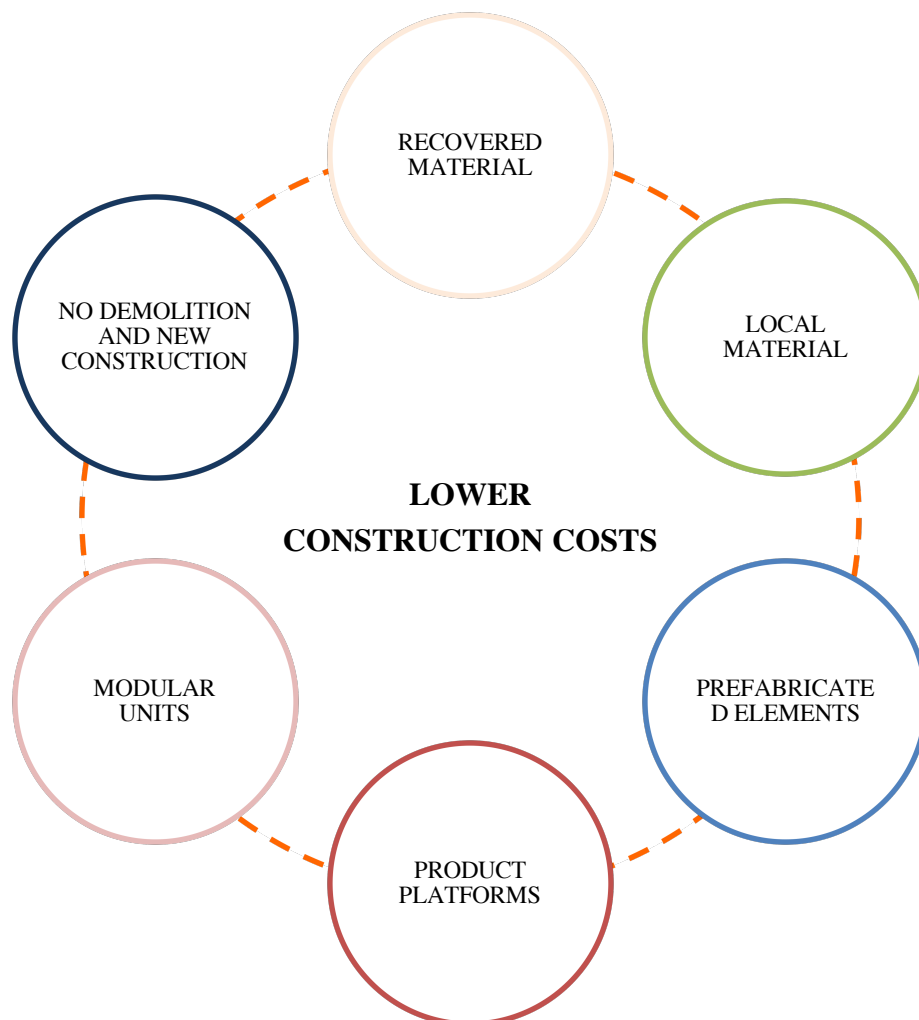 RECOVERED
MATERIAL
NO DEMOLITION
AND NEW
CONSTRUCTION
LOCAL
MATERIAL
LOWER
CONSTRUCTION COSTS
MODULAR
UNITS
PREFABRICATE
D ELEMENTS
PRODUCT
PLATFORMS